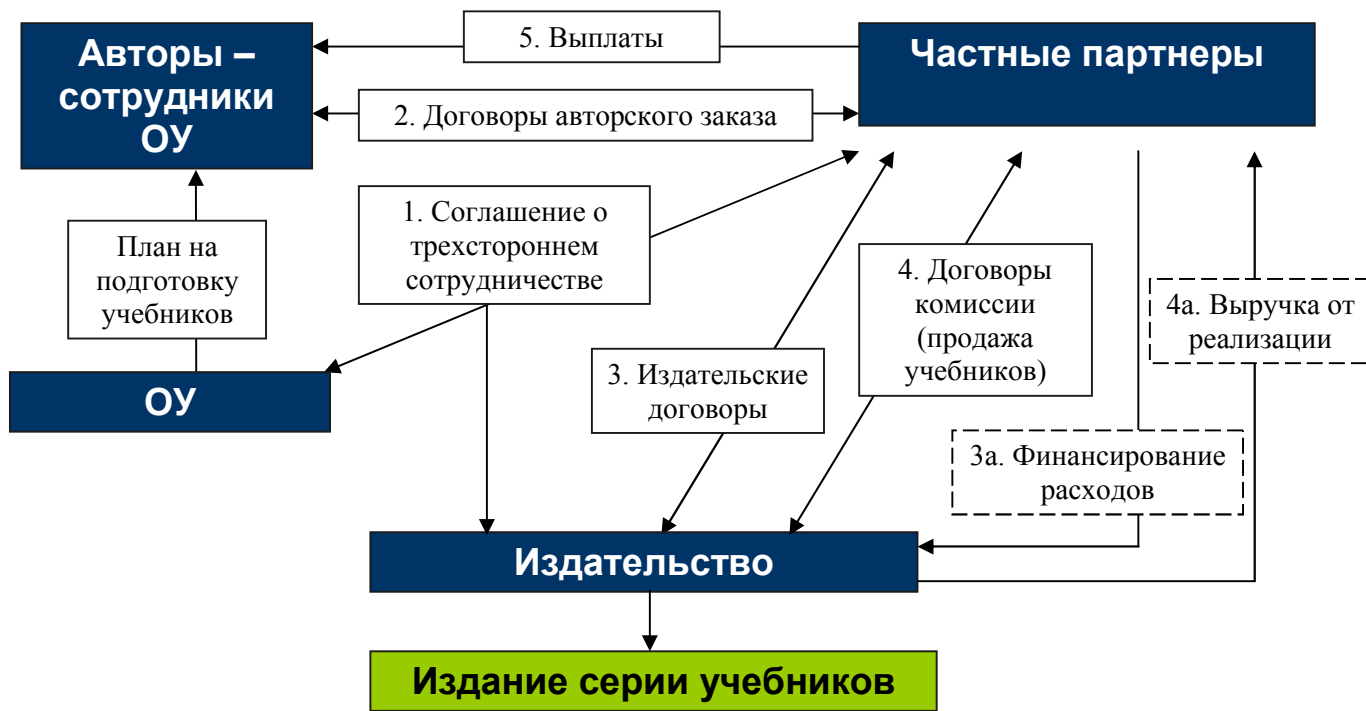 Авторы –
сотрудники
ОУ
5. Выплаты
Частные партнеры
2. Договоры авторского заказа
План на
подготовку
учебников
1. Соглашение о
трехстороннем
сотрудничестве
4. Договоры
комиссии
(продажа
учебников)
4а. Выручка от
реализации
3. Издательские
договоры
ОУ
3а. Финансирование
расходов
Издательство
Издание серии учебников